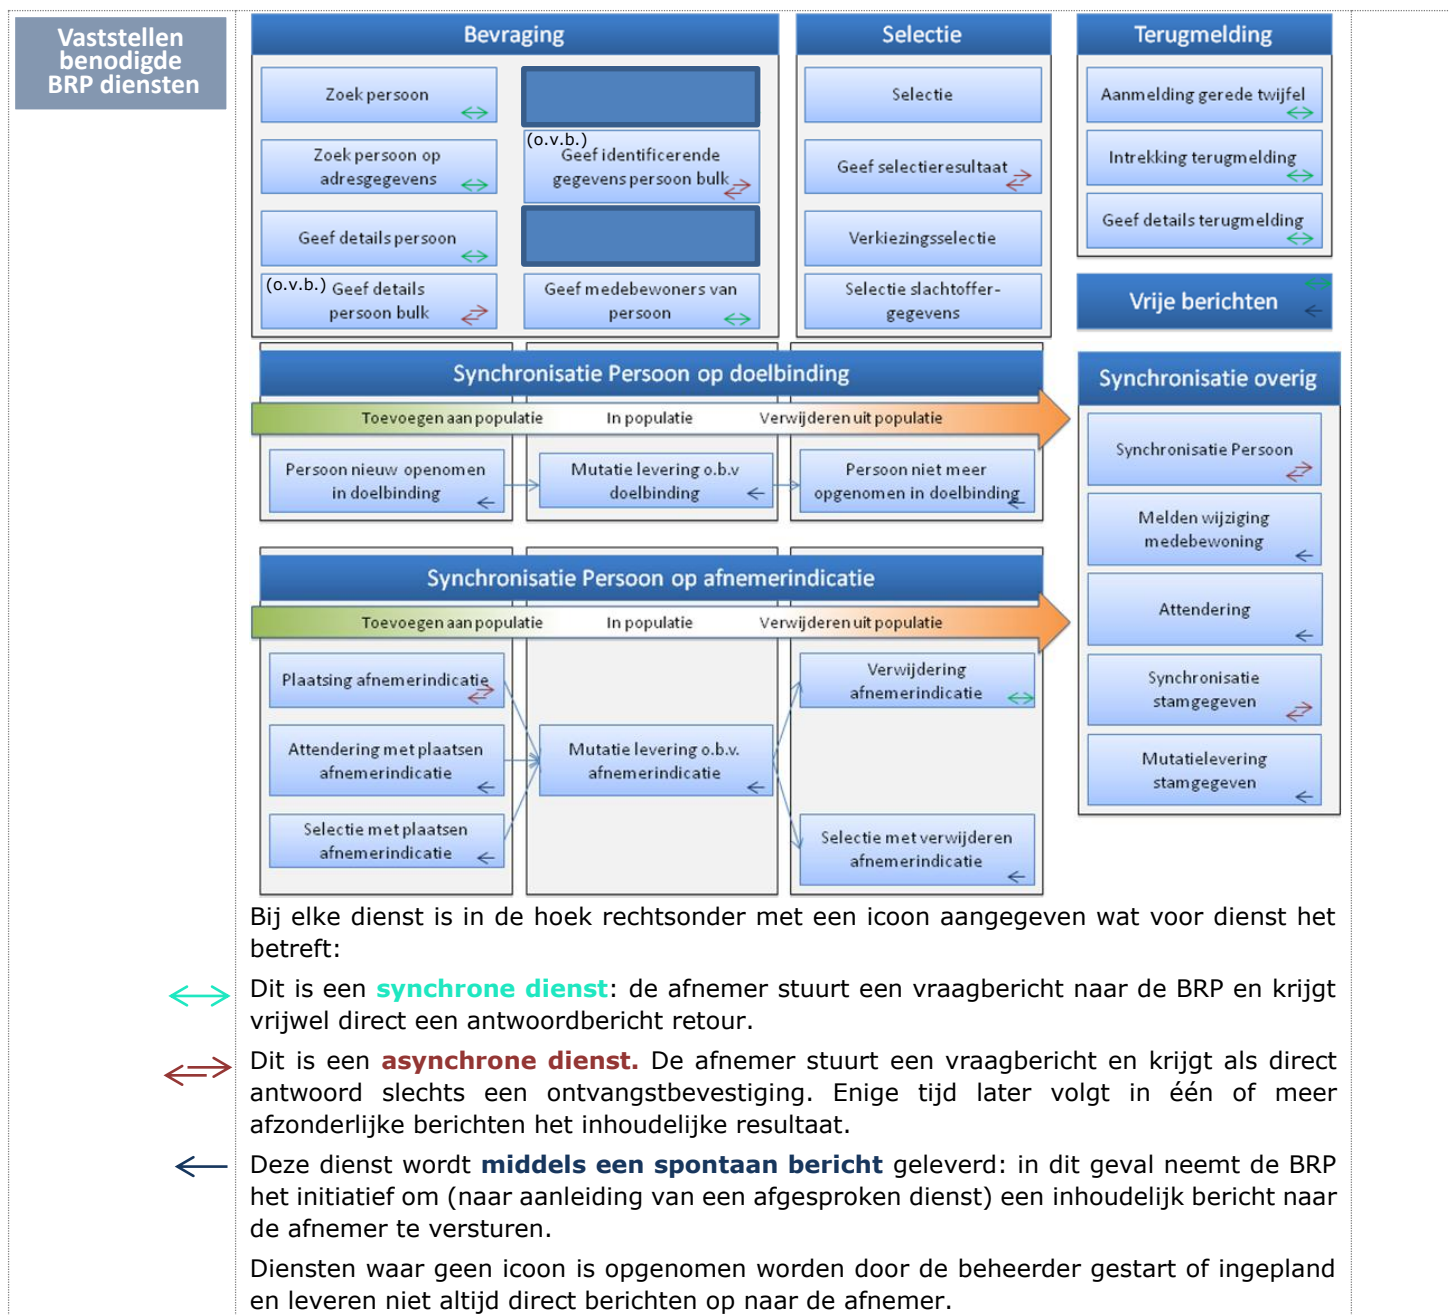 Vaststellen
benodigde
BRP diensten
Bevraging
Zoek persoon
Zoek persoon op
adresgegevens
(o.v.b.)
Geef identificerende
gegevens persoon bulk
Geef details persoon
(o.v.b.) Geef details
persoon bulk
Geef medebewoners van
persoon
Selectie
Selectie
Geef selectieresultaat
Verkiezingsselectie
Selectie slachtoffer-
gegevens
Terugmelding
Aanmelding gerede twijfel
Intrekking terugmelding
Geef details terugmelding
Vrije berichten
Synchronisatie Persoon op doelbinding
Toevoegen aan populatie In populatie Verwijderen uit populatie
Persoon nieuw openomen
in doelbinding
Mutatie levering o.b.v
doelbinding
Persoon niet meer
opgenomen in doelbinding
Synchronisatie Persoon op afnemerindicatie
Toevoegen aan populatie In populatie Verwijderen uit populatie
Plaatsing afnemerindicatie
Attendering met plaatsen
afnemerindicatie
Selectie met plaatsen
afnemerindicatie
Mutatie levering o.b.v.
afnemerindicatie
Verwijdering
afnemerindicatie
Selectie met verwijderen
afnemerindicatie
Synchronisatie overig
Synchronisatie Persoon
Melden wijziging
medebewoning
Attendering
Synchronisatie
stamgegeven
Mutatielevering
stamgegeven
Bij elke dienst is in de hoek rechtsonder met een icoon aangegeven wat voor dienst het
betreft:
Dit is een synchrone dienst: de afnemer stuurt een vraagbericht naar de BRP en krijgt
vrijwel direct een antwoordbericht retour.
Dit is een asynchrone dienst. De afnemer stuurt een vraagbericht en krijgt als direct
antwoord slechts een ontvangstbevestiging. Enige tijd later volgt in één of meer
afzonderlijke berichten het inhoudelijke resultaat.
Deze dienst wordt middels een spontaan bericht geleverd: in dit geval neemt de BRP
het initiatief om (naar aanleiding van een afgesproken dienst) een inhoudelijk bericht naar
de afnemer te versturen.
Diensten waar geen icoon is opgenomen worden door de beheerder gestart of ingepland
en leveren niet altijd direct berichten op naar de afnemer.